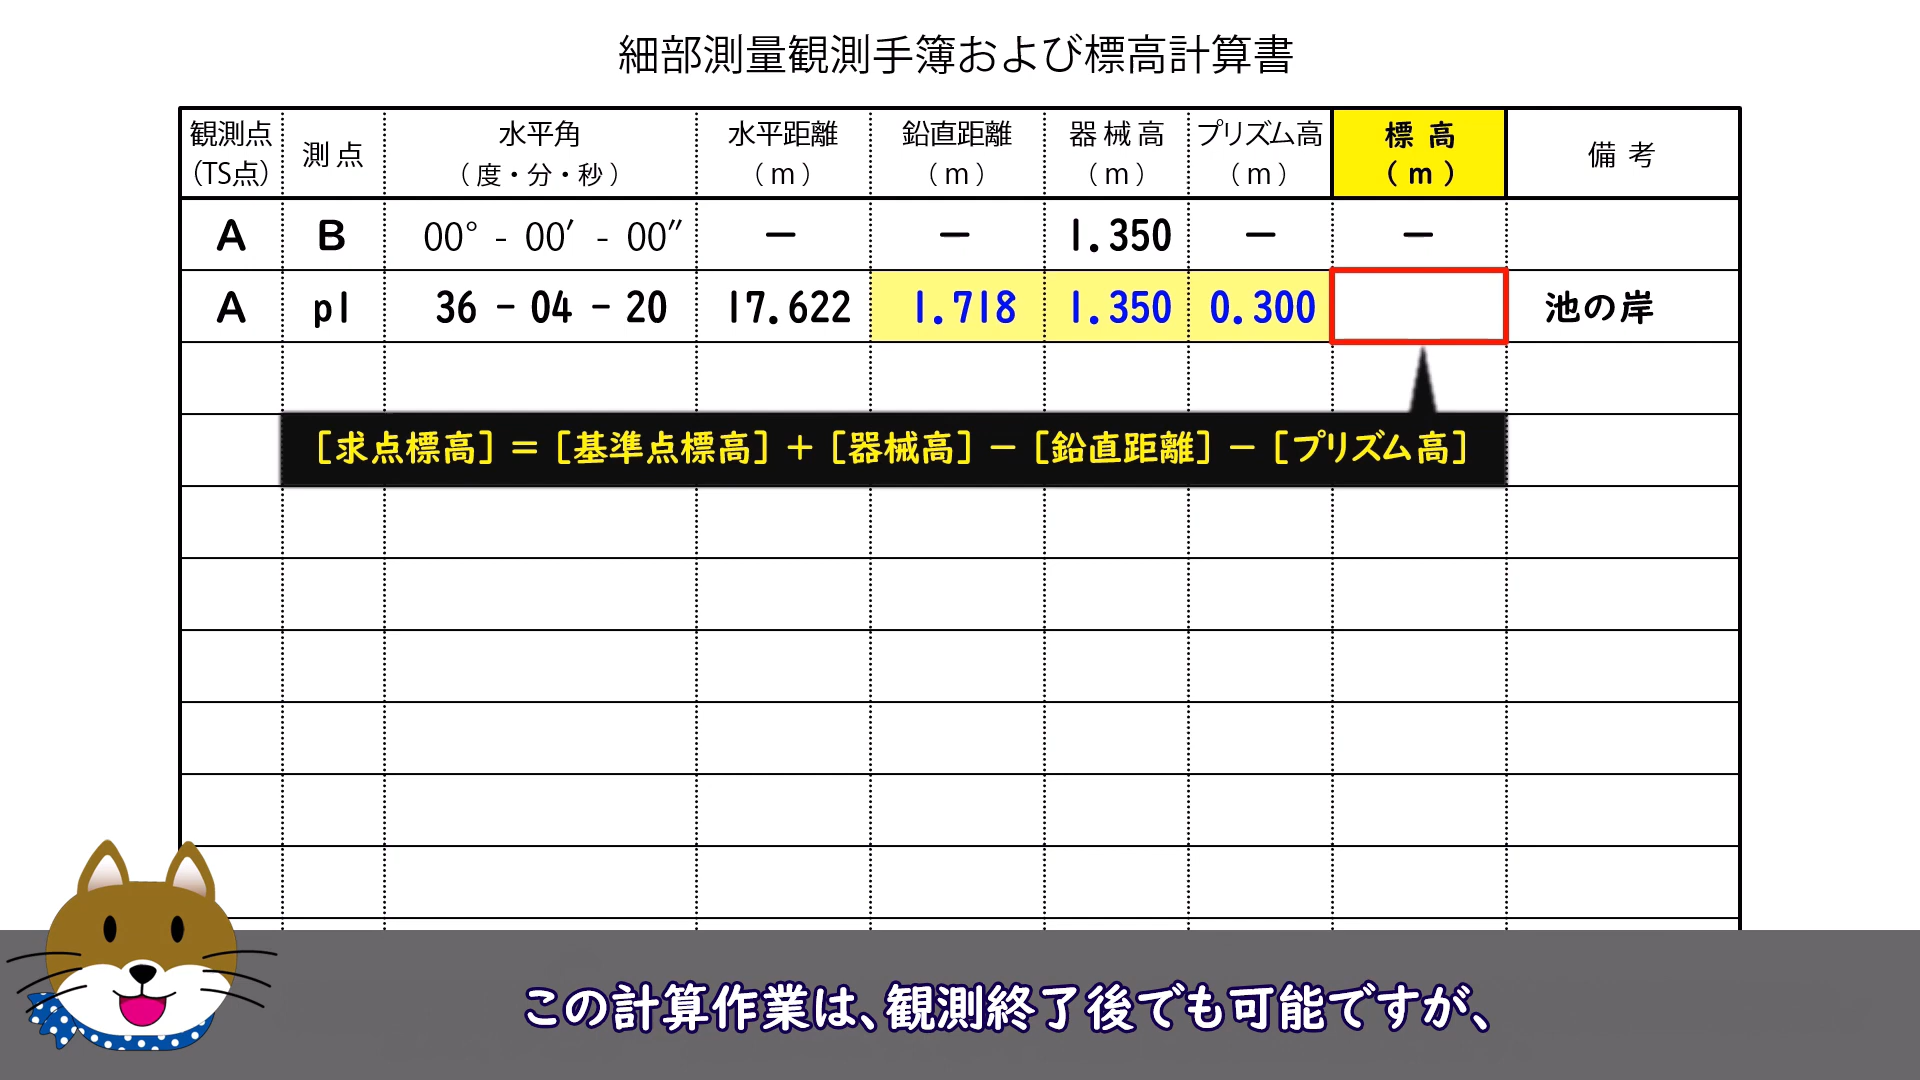 細部測量観測手簿および標高計算書
観測点 測点 水平角 水平距離 鉛直距離 器械高 プリズム高 標高 備考
(TS点) (度・分・秒) (m) (m) (m) (m) (m)
A B 00° - 00′ - 00″ − − 1.350 − −
A p1 36 - 04 - 20 17.622 1.718 1.350 0.300 池の岸
[求点標高]=[基準点標高]+[器械高]−[鉛直距離]−[プリズム高]
この計算作業は、観測終了後でも可能ですが、